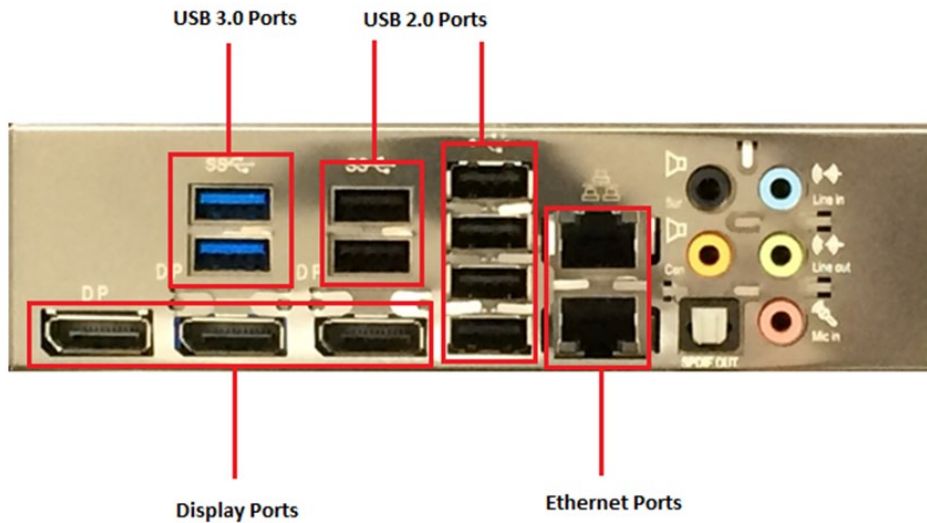 USB 3.0 Ports
USB 2.0 Ports
SS
SS
Sur
Line in
DP
DP
DP
Cen
Line out
SPDIF OUT
Mic in
Display Ports
Ethernet Ports